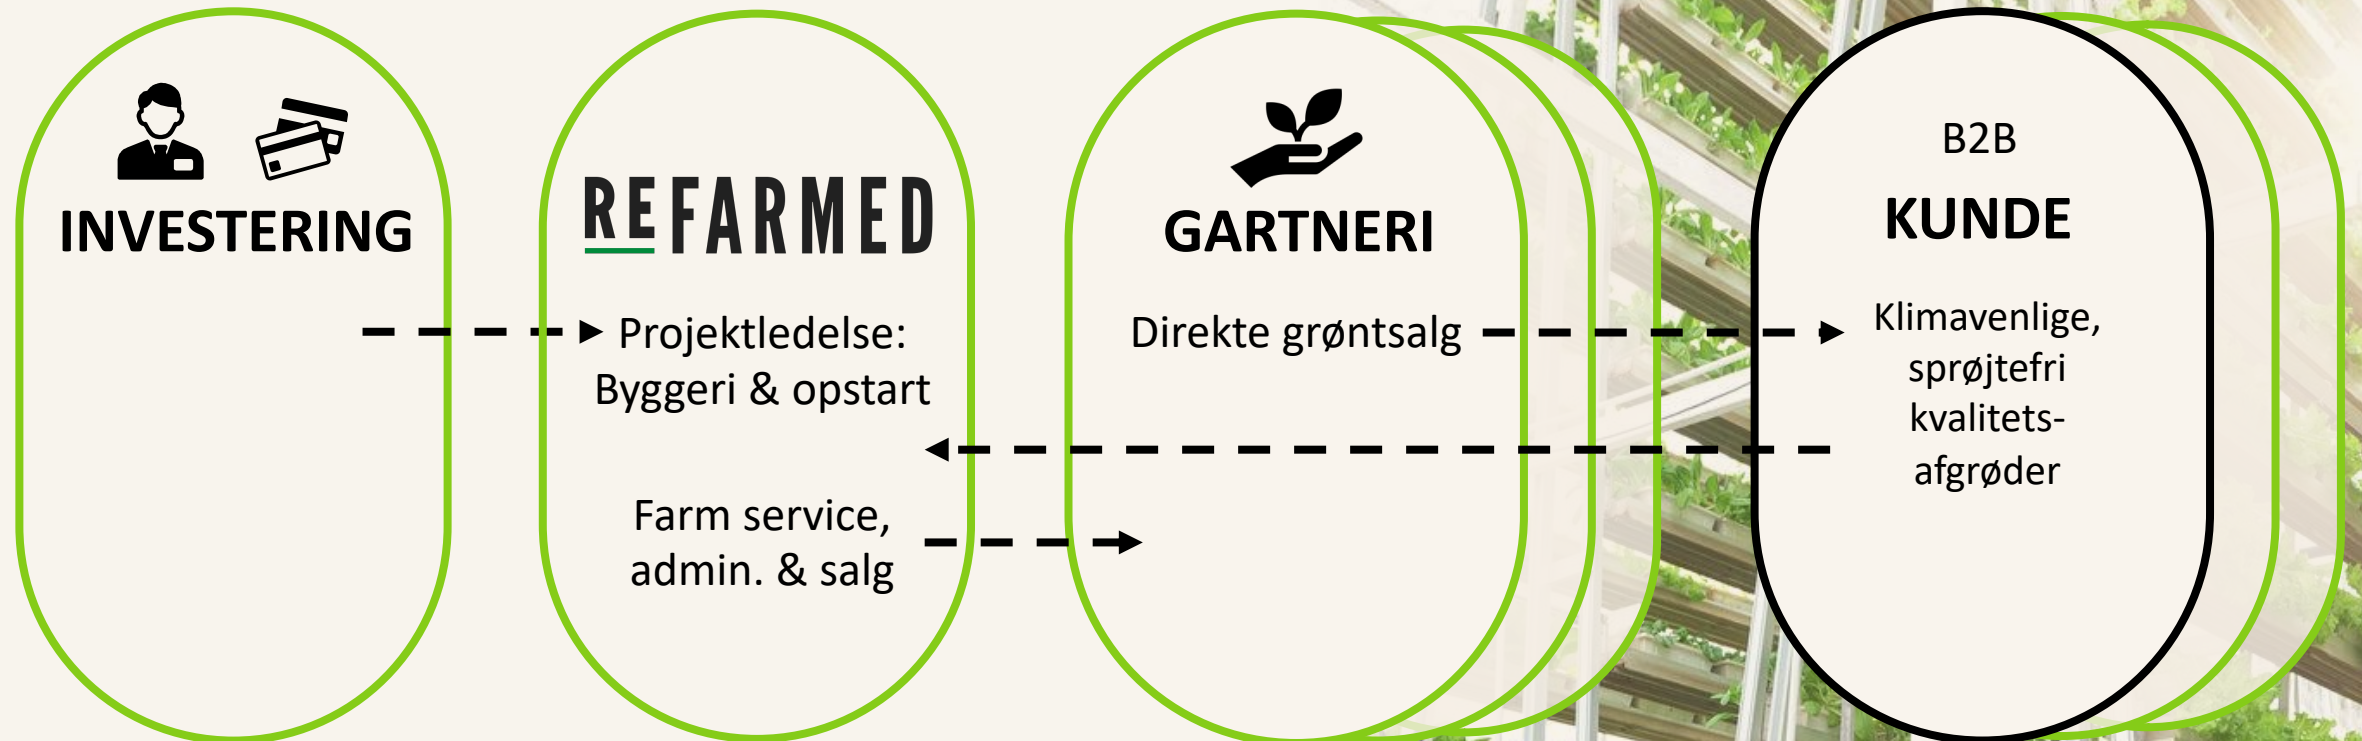 INVESTERING
REFARMED
Projektledelse:
Byggeri & opstart
Farm service,
admin. & salg
GARTNERI
Direkte grøntsalg
B2B
KUNDE
Klimavenlige,
sprøjtefri
kvalitets-
afgrøder